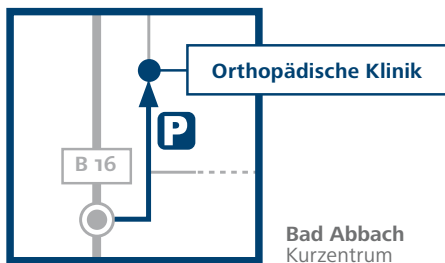 Orthopädische Klinik
P
B 16
Bad Abbach
Kurzentrum